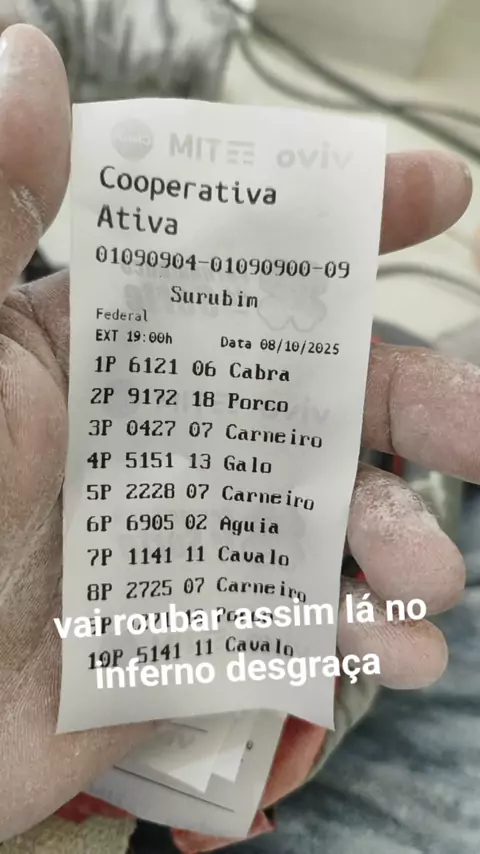 Cooperativa
Ativa
01090904-01090900-09
Surubim
Federal
EXT 19:00h Data 08/10/2025
1P 6121 06 Cabra
2P 9172 18 Porco
3P 0427 07 Carneiro
4P 5151 13 Galo
5P 2228 07 Carneiro
6P 6905 02 Aguia
7P 1141 11 Cavalo
8P 2725 07 Carneiro
vai roubar assim lá no
10P 5141 11 Cavalo
inferno desgraça